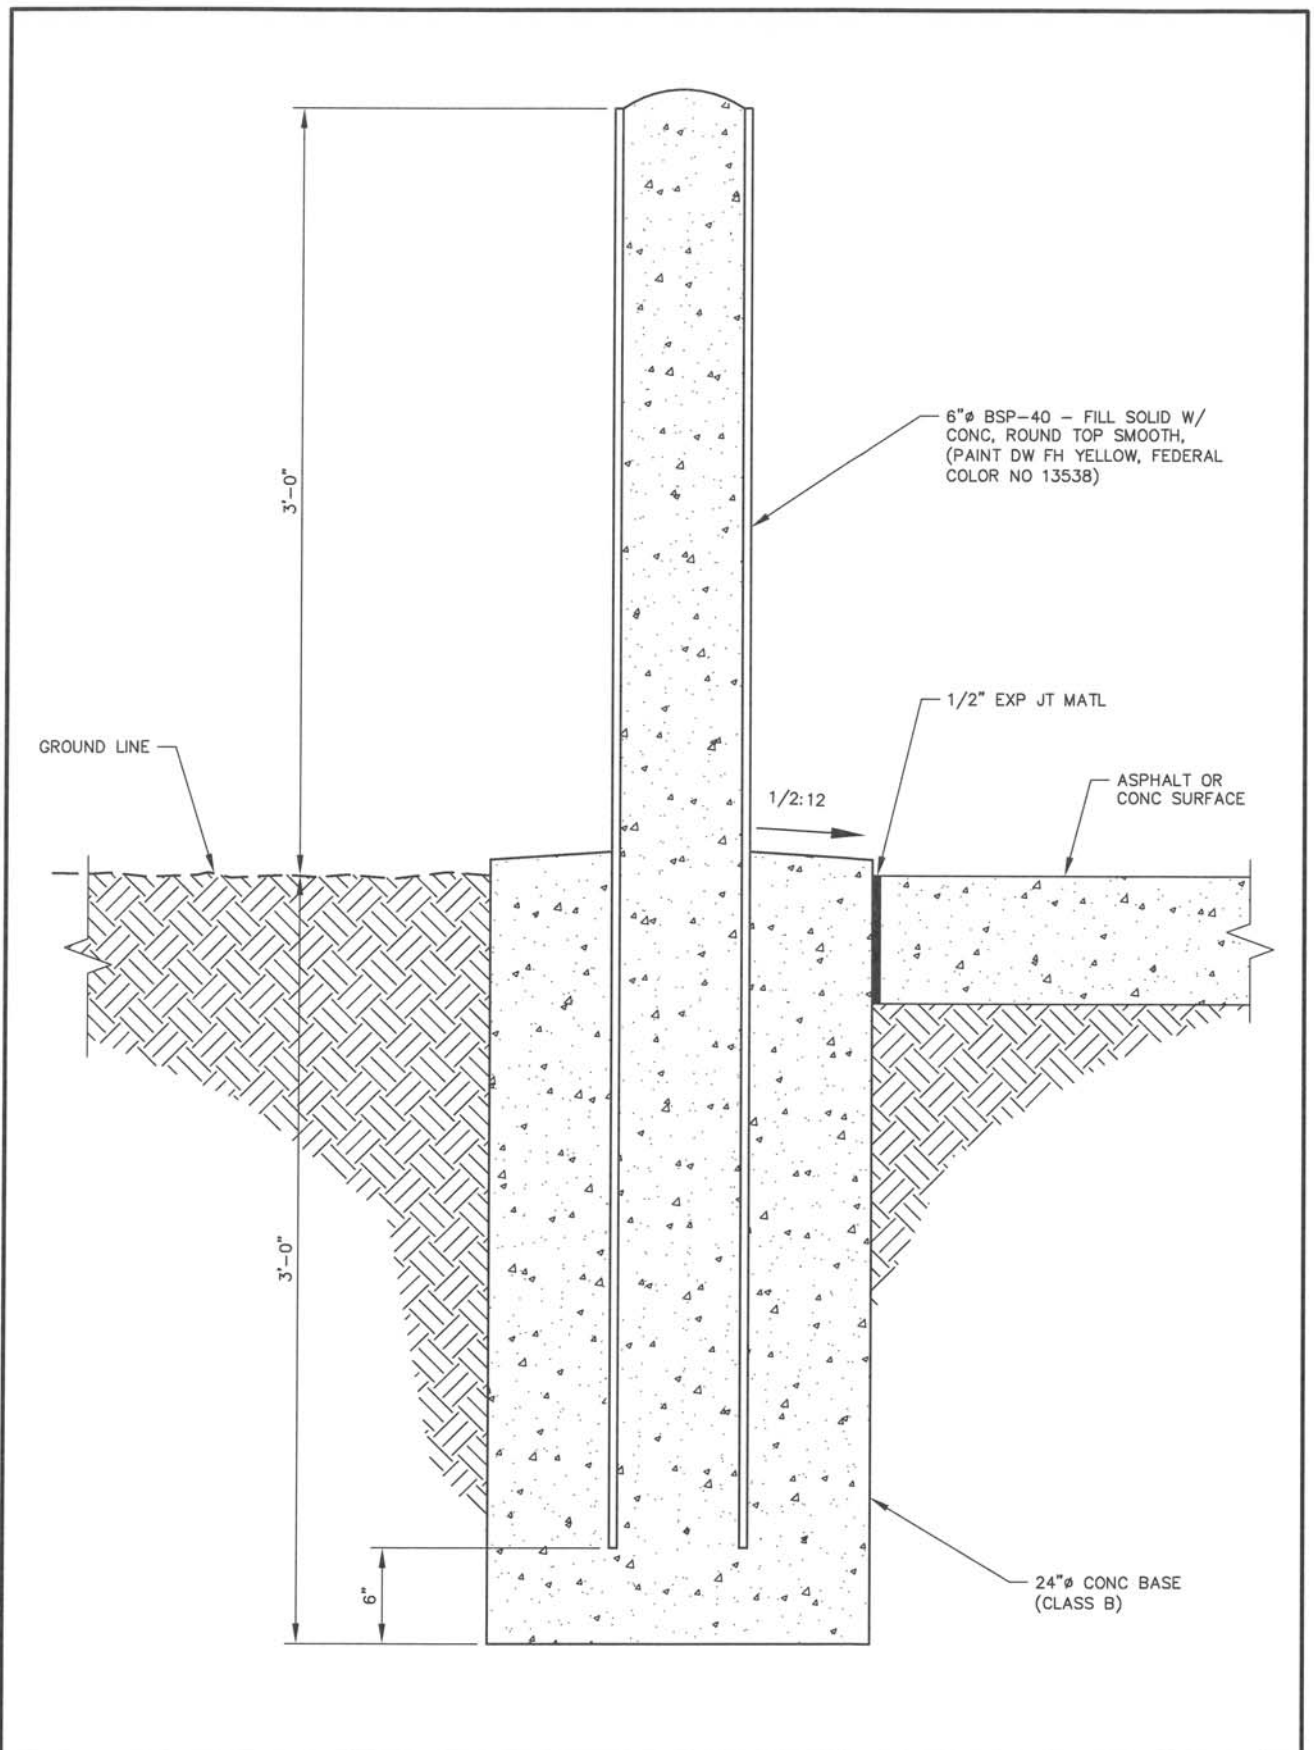 3'-0"
6"ø BSP-40 - FILL SOLID W/
CONC, ROUND TOP SMOOTH,
(PAINT DW FH YELLOW, FEDERAL
COLOR NO 13538)
1/2" EXP JT MATL
GROUND LINE
ASPHALT OR
CONC SURFACE
1/2:12
3'-0"
6"
24"ø CONC BASE
(CLASS B)